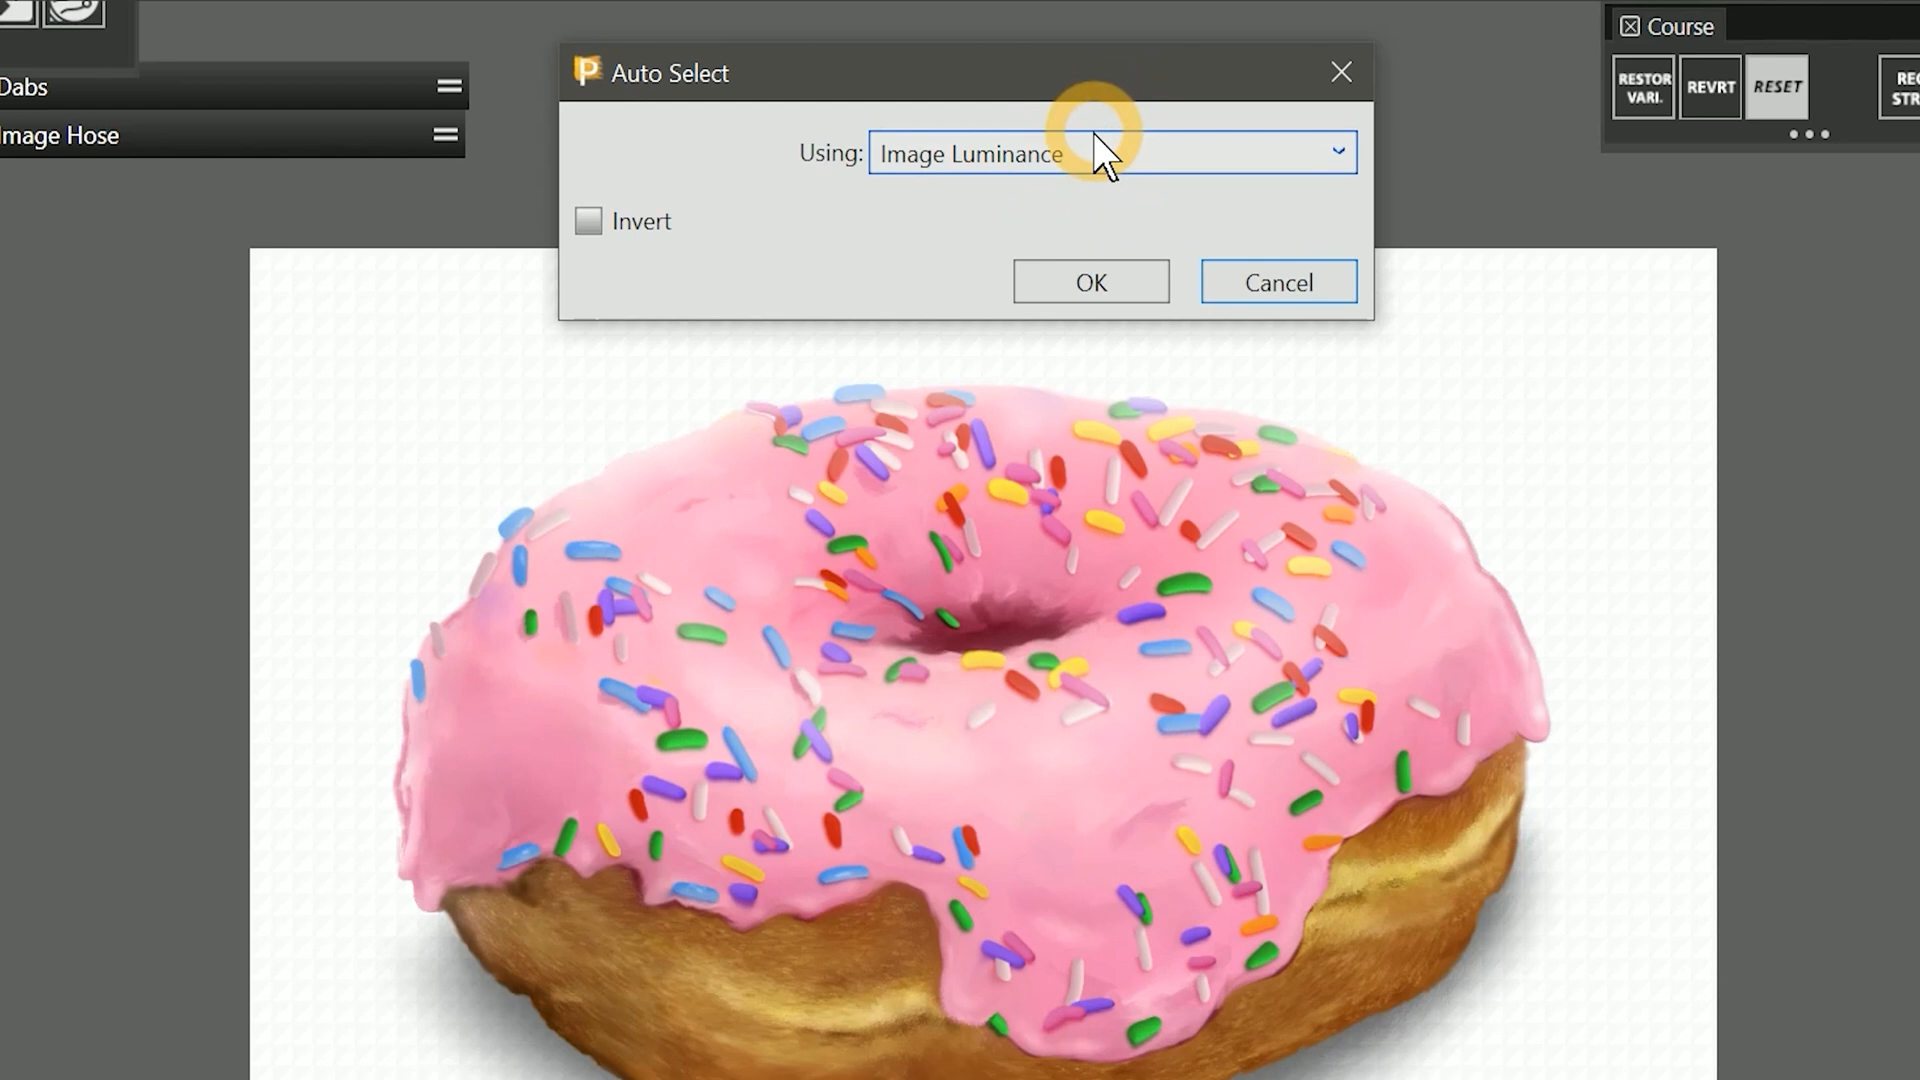 Course
Auto Select
RESTOR
VARI.
REVRT
RESET
Dabs
Image Hose
Using:
Image Luminance
Invert
OK
Cancel